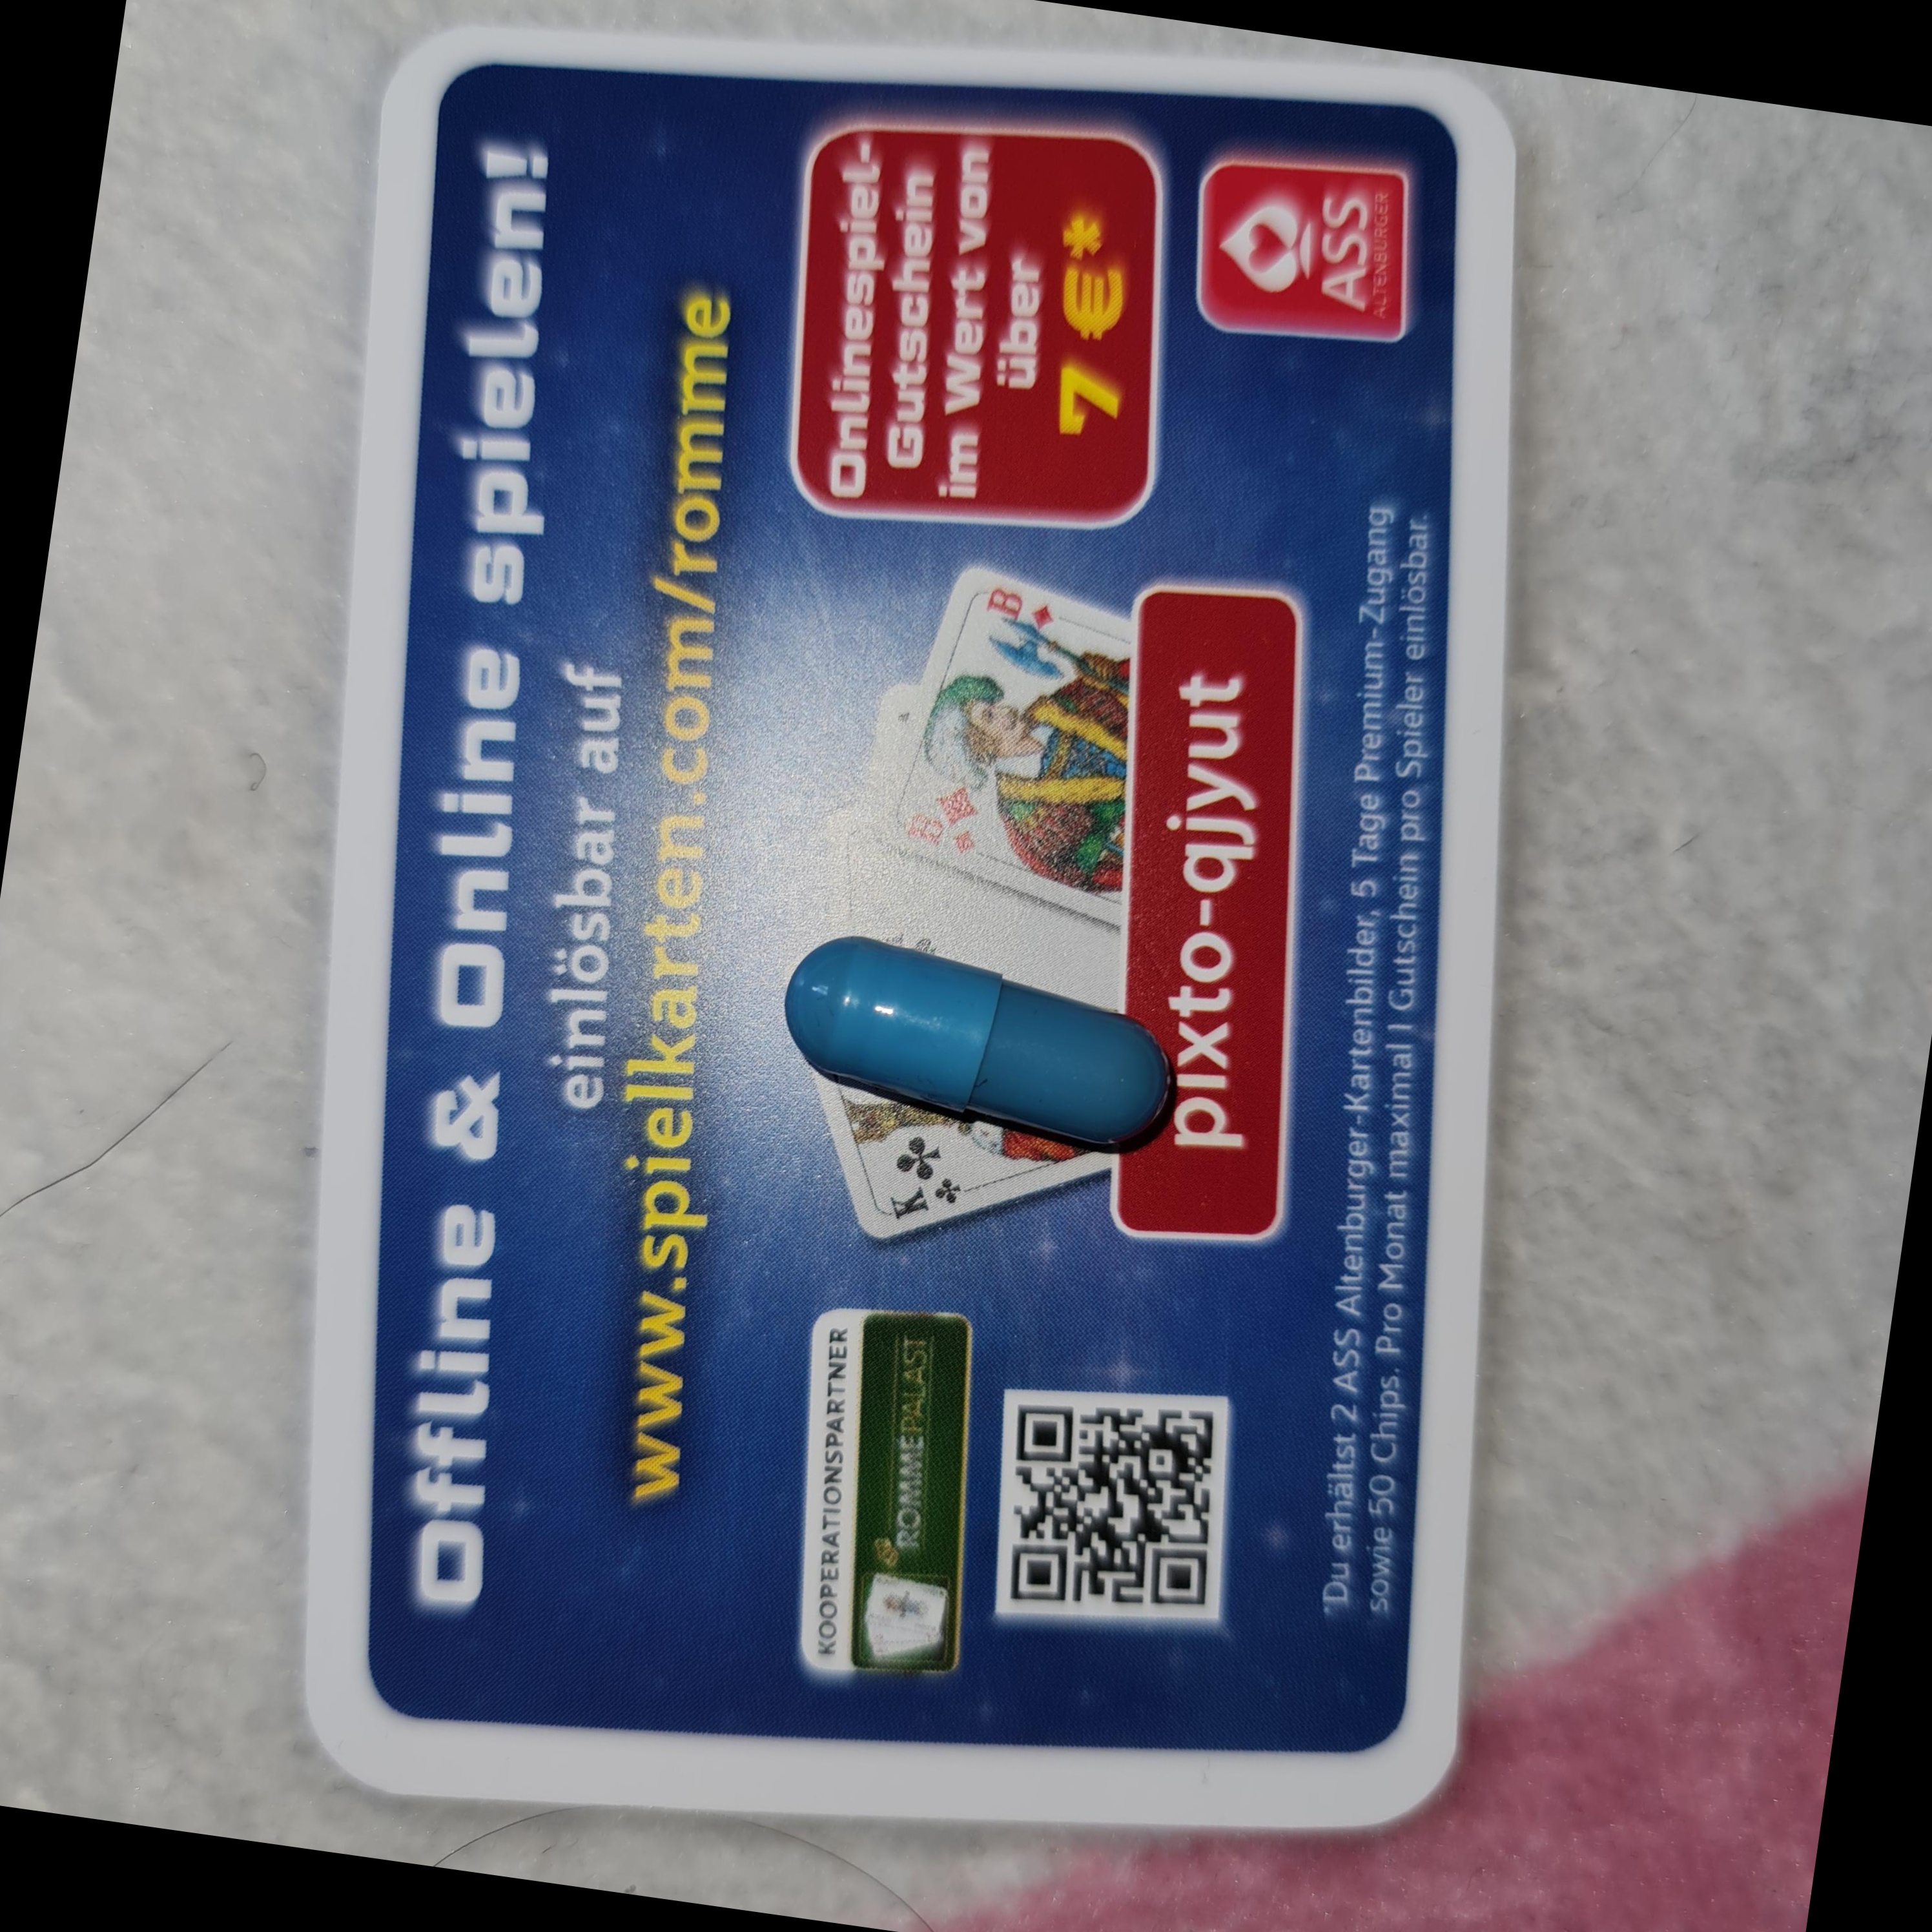 Offline & Online spielen!
einlösbar auf
www.spielkarten.com/romme
KOOPERATIONSPARTNER
ROMMEPALAST
K
B
B
Onlinespiel-
Gutschein
im Wert von
über
7 €*
pixto-qjyut
ASS
ALTENBURGER
*Du erhältst 2 ASS Altenburger-Kartenbilder, 5 Tage Premium-Zugang
sowie 50 Chips. Pro Monat maximal 1 Gutschein pro Spieler einlösbar.